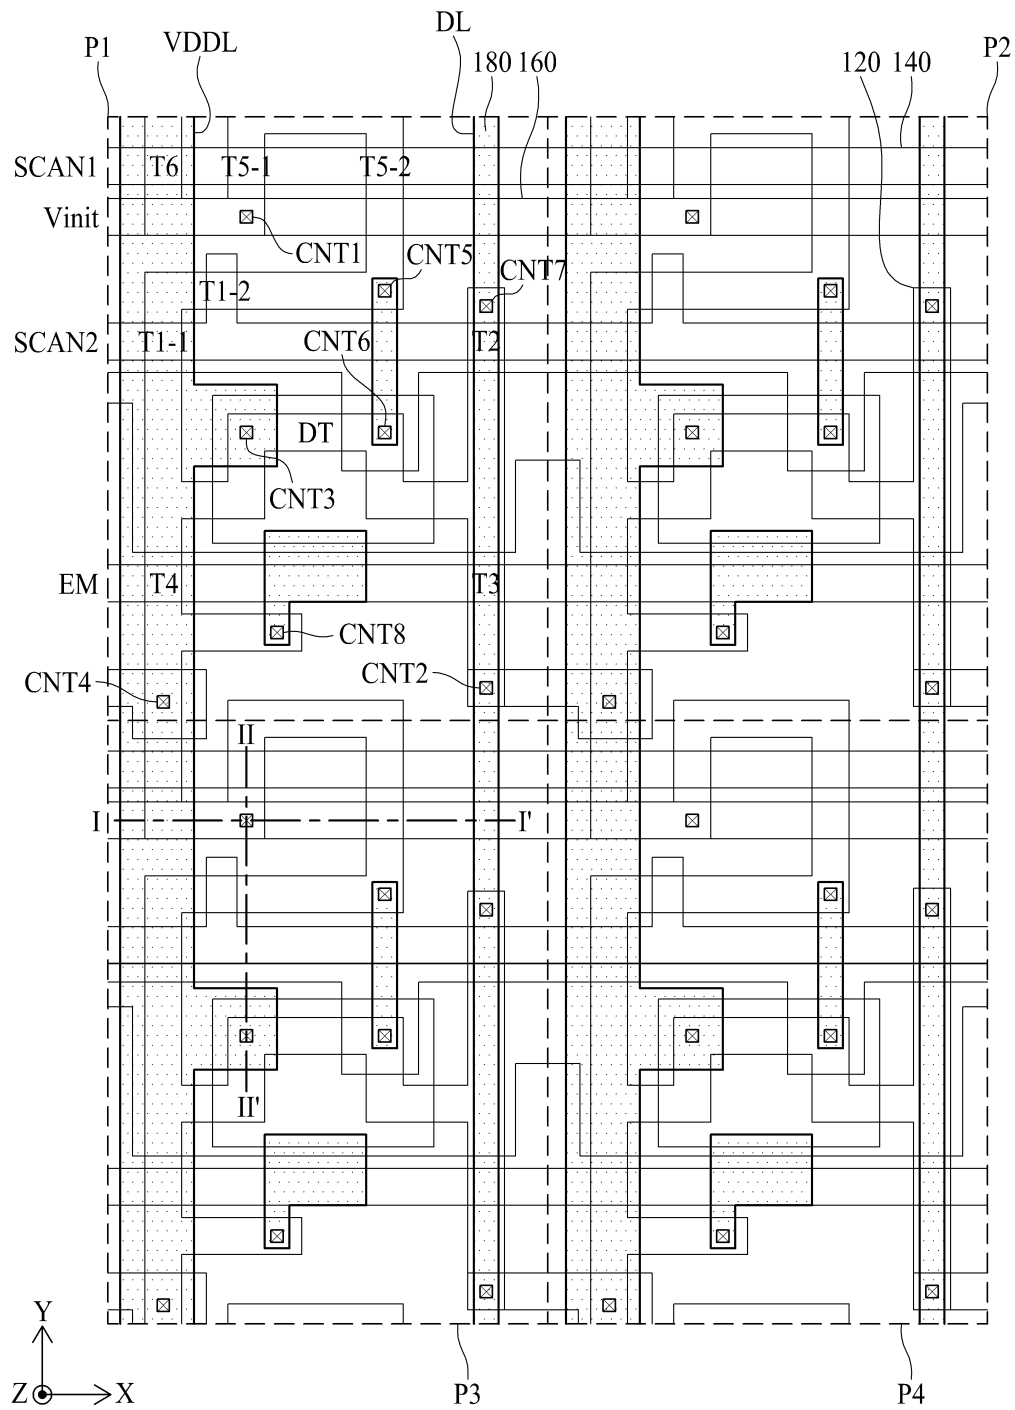 P1 VDDL DL 180 160 120 140 P2
SCAN1 T6 T5-1 T5-2
Vinit
CNT1 CNT5 CNT7
T1-2
SCAN2 T1-1 CNT6 T2
DT
CNT3
EM T4 T3
CNT8
CNT4 CNT2
II
I I'
II'
Y
Z X P3 P4